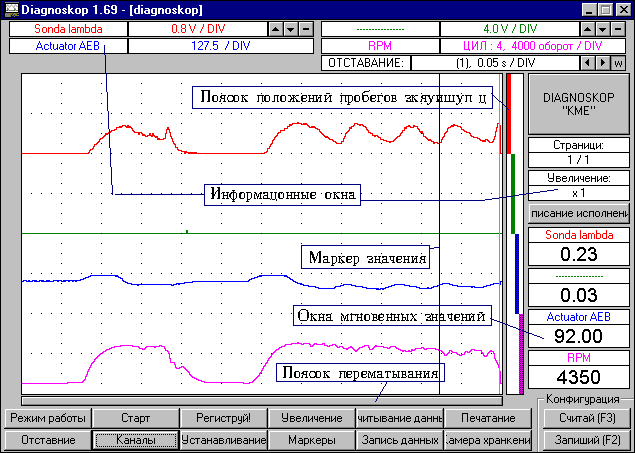 Diagnoskop 1.69 - [diagnoskop]
Sonda lambda 0.8 V / DIV 4.0 V / DIV
Actuator AEB 127.5 / DIV RPM ЦИЛ : 4, 4000 оборот / DIV
ОТСТАВАНИЕ: (1), 0.05 s / DIV w
DIAGNOSKOP
"KME"
Поясок положений пробегов
Страници:
1 / 1
Увеличение:
x 1
Информацонные окна
писание исполнени
Sonda lambda
0.23
Маркер значения
0.03
Окна мгновенных значений
Actuator AEB
92.00
RPM
4350
Поясок перематывания
Конфигурация
Режим работы Старт Региструй! Увеличение читывание данны Печатание Считай (F3)
Отставние Каналы Устанавливание Маркеры Запись данных амера хранкени Запиший (F2)